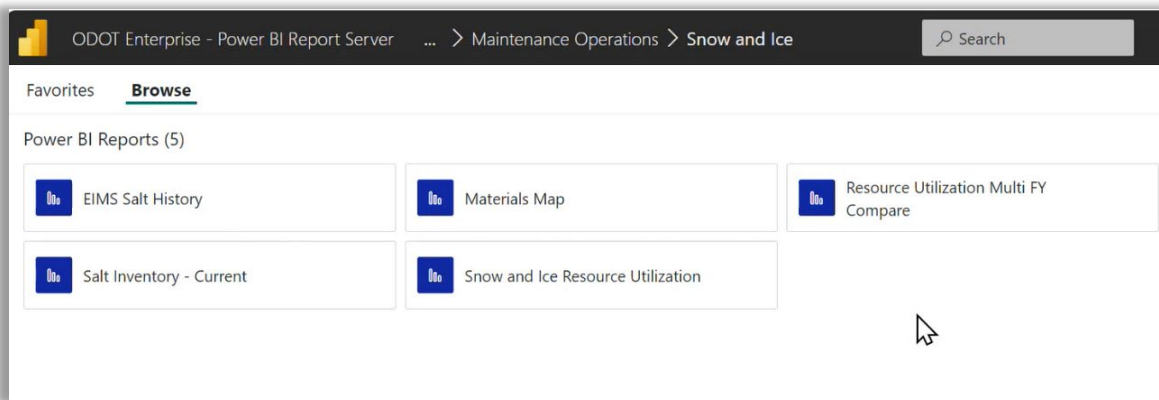 ODOT Enterprise - Power BI Report Server ... > Maintenance Operations > Snow and Ice Search
Favorites Browse
Power BI Reports (5)
EIMS Salt History
Materials Map
Resource Utilization Multi FY
Compare
Salt Inventory - Current
Snow and Ice Resource Utilization